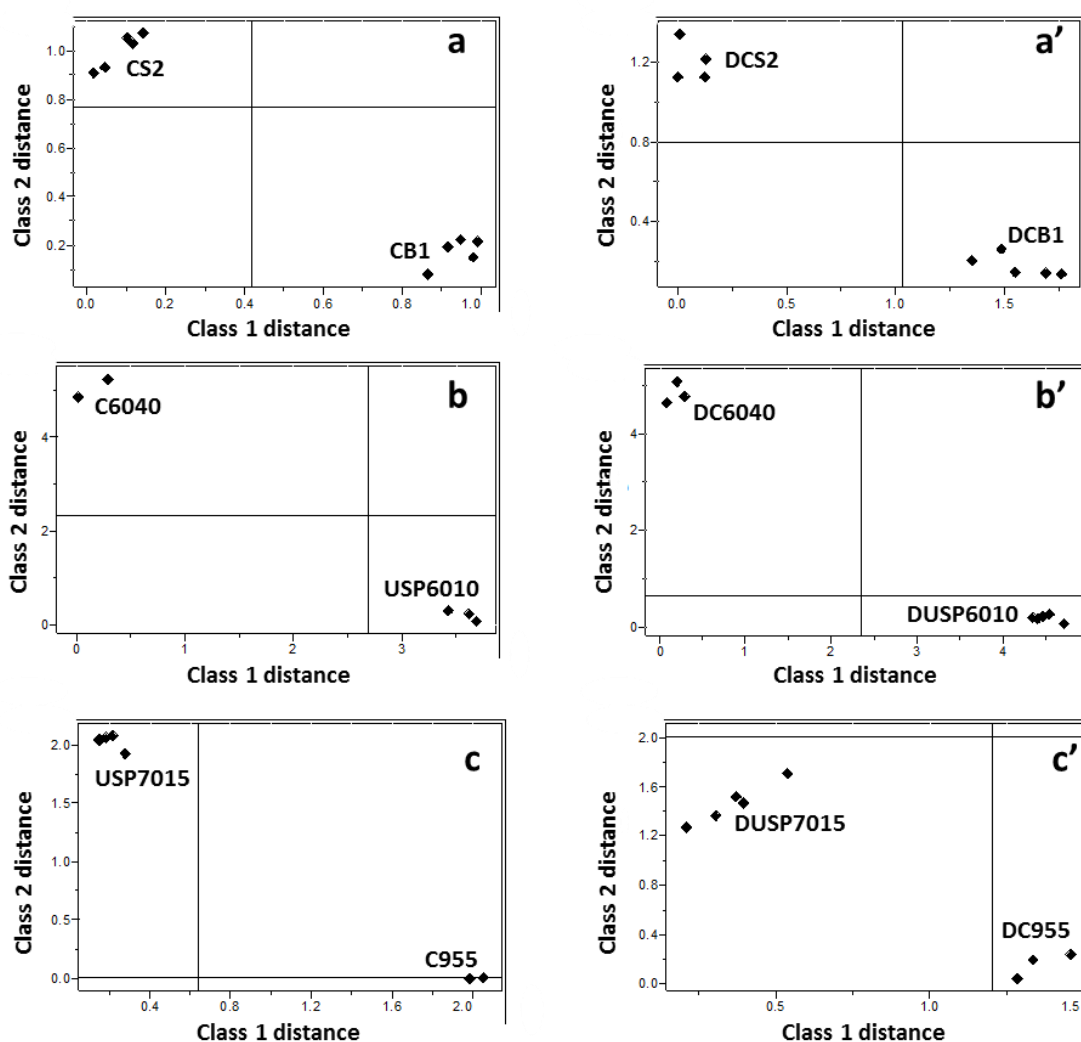 a
CS2
CB1
Class 2 distance
1.0
0.8
0.6
0.4
0.2
0.0
0.2
0.4
0.6
0.8
1.0
Class 1 distance
a’
DCS2
DCB1
Class 2 distance
1.2
0.8
0.4
0.0
0.5
1.0
1.5
Class 1 distance
b
C6040
USP6010
Class 2 distance
4
2
0
0
1
2
3
Class 1 distance
b’
DC6040
DUSP6010
Class 2 distance
4
2
0
0
1
2
3
4
Class 1 distance
c
USP7015
C955
Class 2 distance
2.0
1.5
1.0
0.5
0.0
0.4
0.8
1.2
1.6
2.0
Class 1 distance
c’
DUSP7015
DC955
Class 2 distance
2.0
1.6
1.2
0.8
0.4
0.0
0.5
1.0
1.5
Class 1 distance